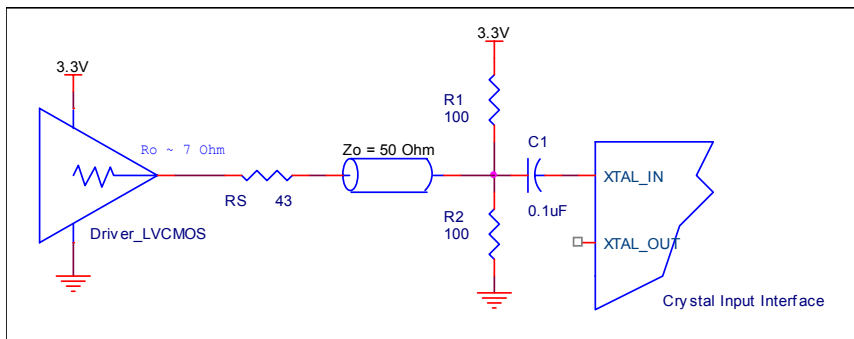 3.3V
3.3V
R1
100
Ro ~ 7 Ohm
Zo = 50 Ohm
C1
RS 43
0.1uF
XTAL_IN
R2
100
XTAL_OUT
Driver_LVCMOS
Crystal Input Interface